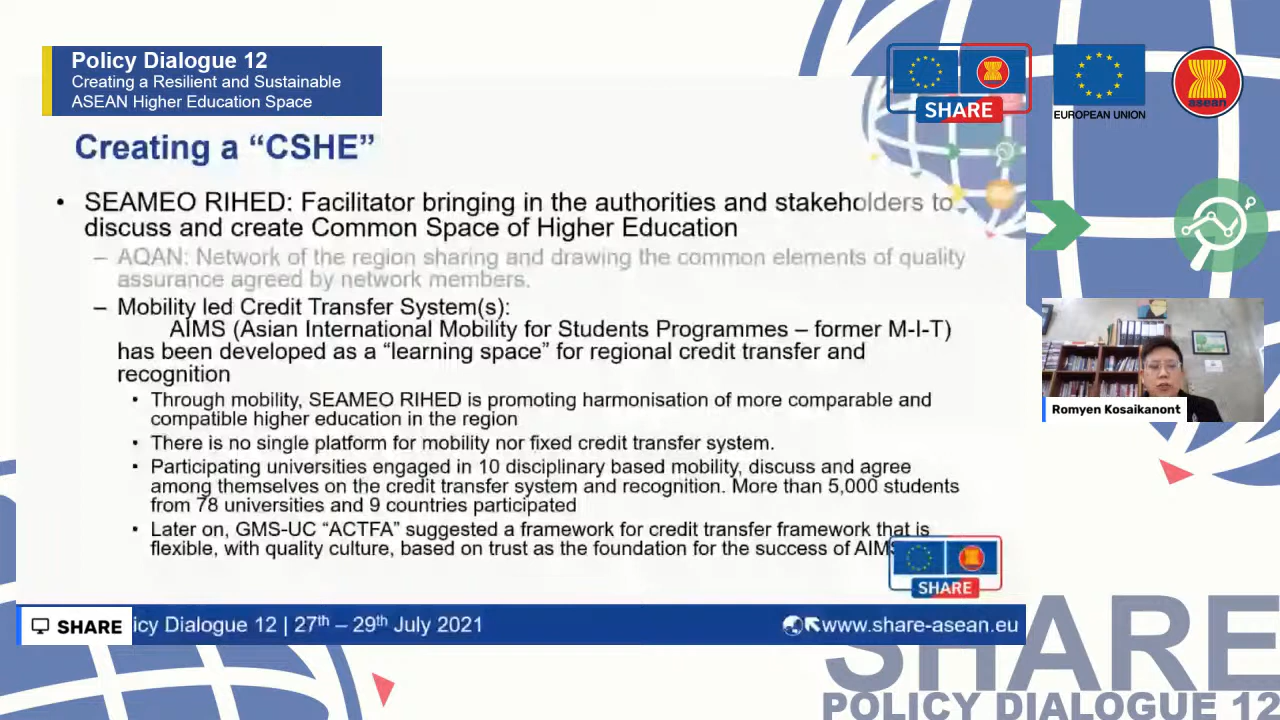 Policy Dialogue 12
Creating a Resilient and Sustainable
ASEAN Higher Education Space
SHARE
EUROPEAN UNION
asean
Creating a “CSHE”
• SEAMEO RIHED: Facilitator bringing in the authorities and stakeholders to
discuss and create Common Space of Higher Education
– AQAN: Network of the region sharing and drawing the common elements of quality
assurance agreed by network members.
– Mobility led Credit Transfer System(s):
AIMS (Asian International Mobility for Students Programmes – former M-I-T)
has been developed as a “learning space” for regional credit transfer and
recognition
• Through mobility, SEAMEO RIHED is promoting harmonisation of more comparable and
compatible higher education in the region
• There is no single platform for mobility nor fixed credit transfer system.
• Participating universities engaged in 10 disciplinary based mobility, discuss and agree
among themselves on the credit transfer system and recognition. More than 5,000 students
from 78 universities and 9 countries participated
• Later on, GMS-UC “ACTFA” suggested a framework for credit transfer framework that is
flexible, with quality culture, based on trust as the foundation for the success of AIMS
SHARE
Romyen Kosaikanont
SHARE
icy Dialogue 12 | 27th – 29th July 2021
www.share-asean.eu
SHARE
POLICY DIALOGUE 12